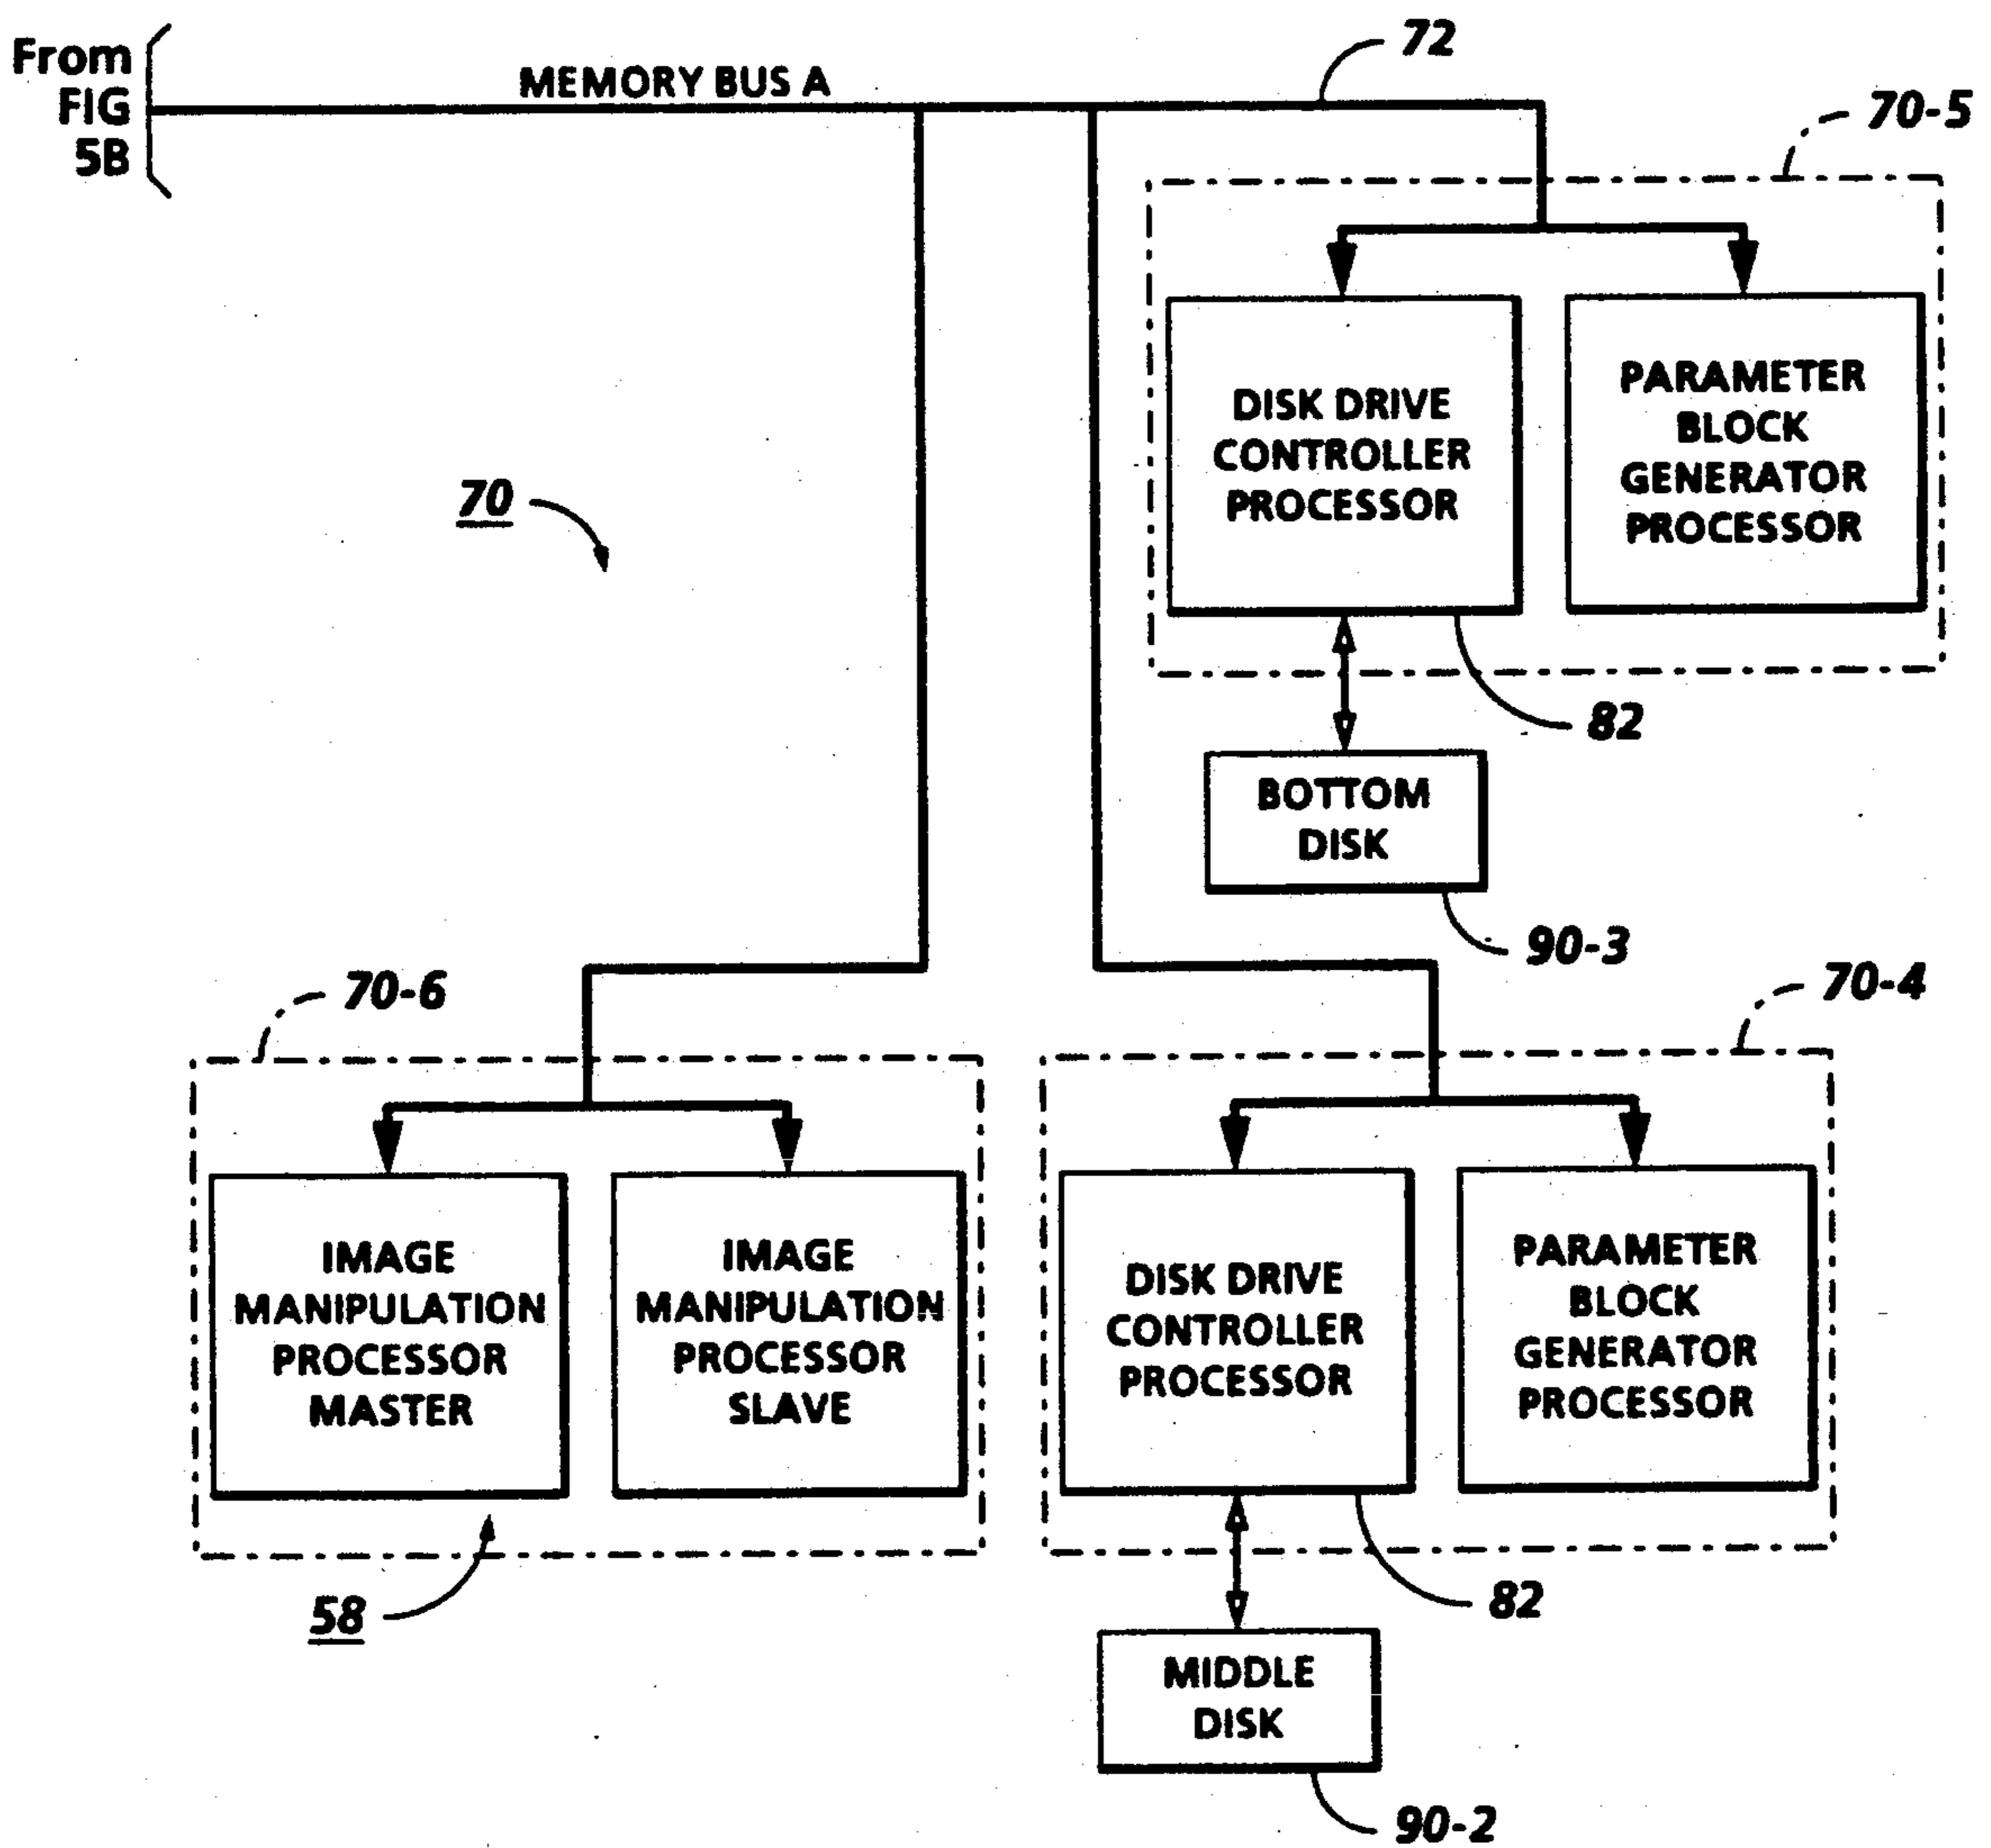 From
FIG
5B
MEMORY BUS A
72
70-5
DISK DRIVE
CONTROLLER
PROCESSOR
PARAMETER
BLOCK
GENERATOR
PROCESSOR
70
82
BOTTOM
DISK
90-3
70-6
70-4
IMAGE
MANIPULATION
PROCESSOR
MASTER
IMAGE
MANIPULATION
PROCESSOR
SLAVE
DISK DRIVE
CONTROLLER
PROCESSOR
PARAMETER
BLOCK
GENERATOR
PROCESSOR
58
82
MIDDLE
DISK
90-2